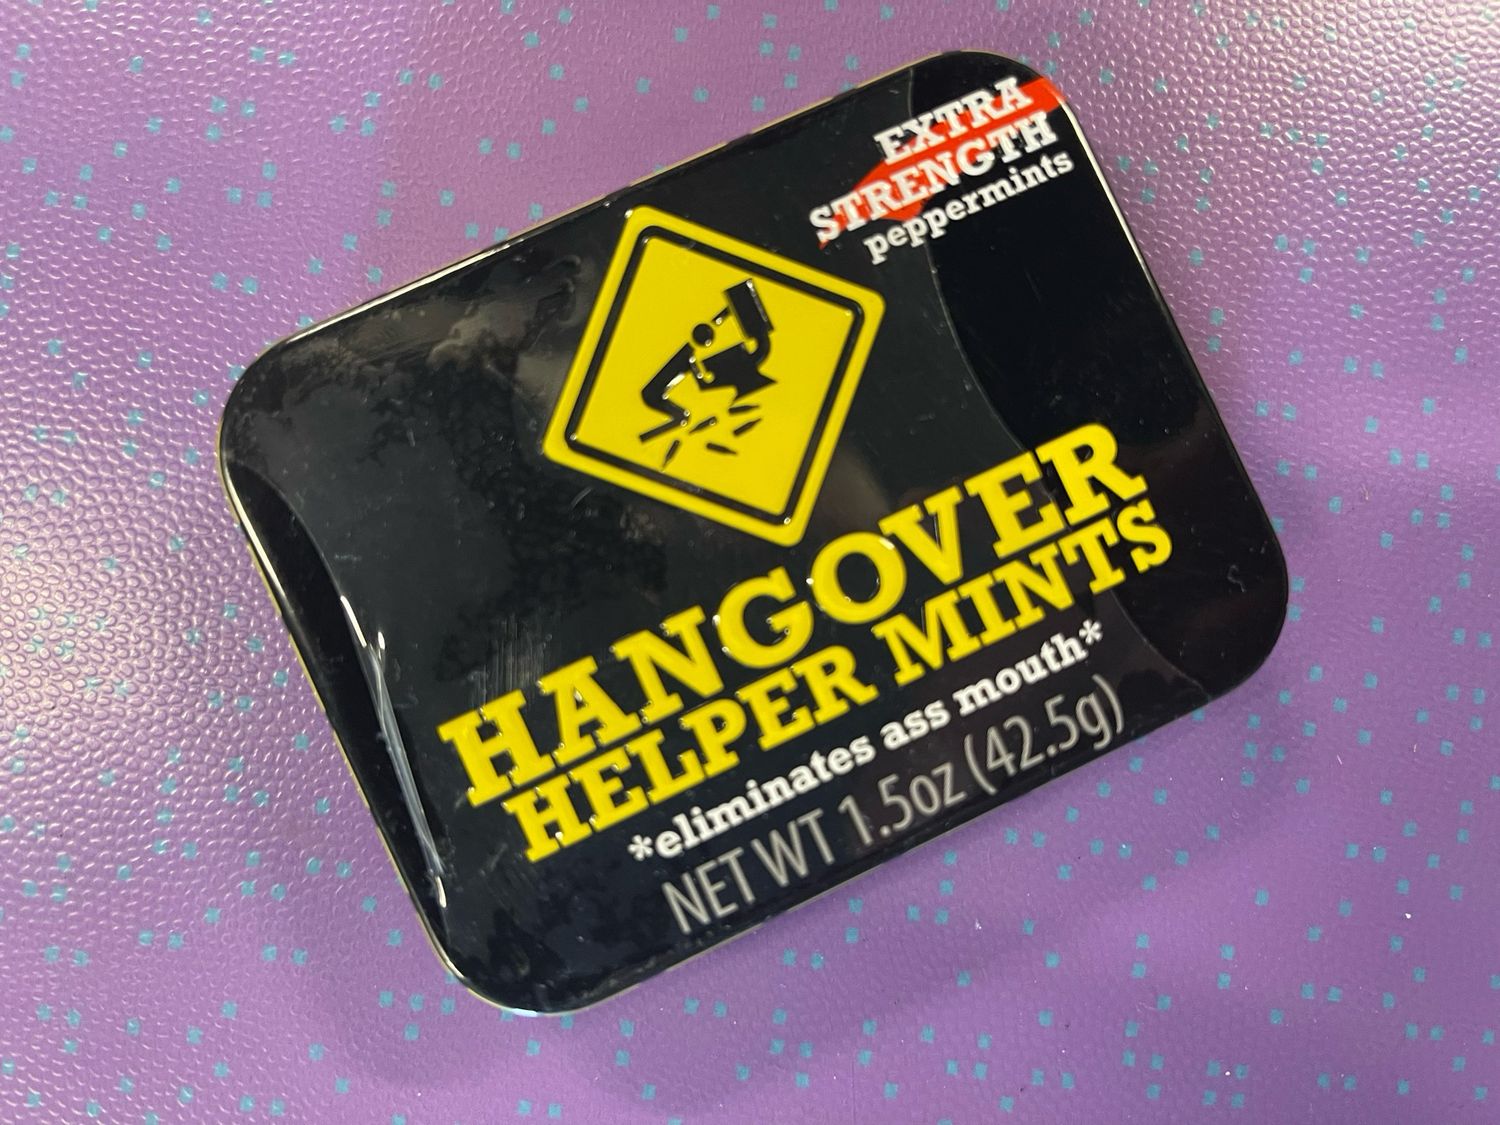 EXTRA
STRENGTH
peppermints
HANGOVER
HELPER MINTS
*eliminates ass mouth*
NET WT 1.5oz (42.5g)